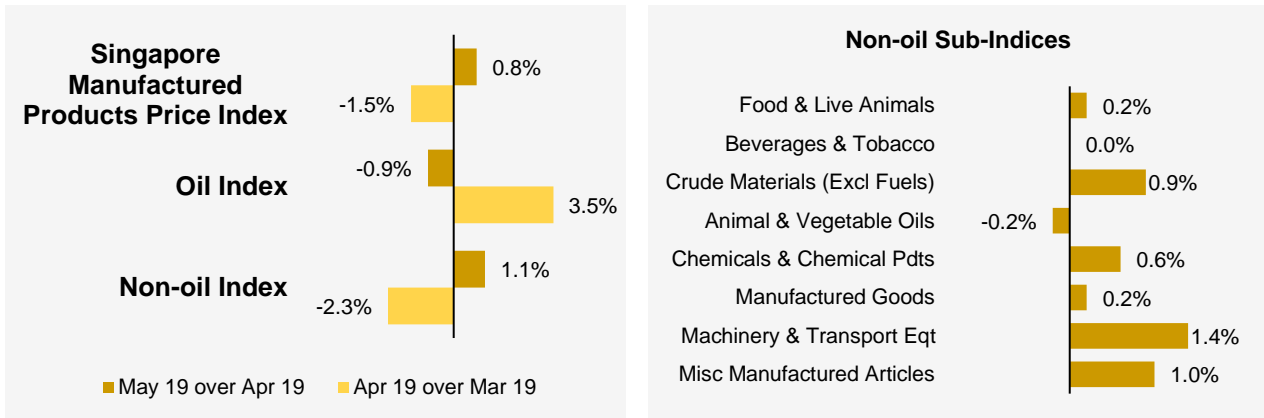 Singapore
Manufactured
Products Price Index
0.8%
-1.5%
Oil Index
-0.9%
3.5%
Non-oil Index
1.1%
-2.3%
May 19 over Apr 19
Apr 19 over Mar 19
Non-oil Sub-Indices
Food & Live Animals
0.2%
Beverages & Tobacco
0.0%
Crude Materials (Excl Fuels)
0.9%
Animal & Vegetable Oils
-0.2%
Chemicals & Chemical Pdts
0.6%
Manufactured Goods
0.2%
Machinery & Transport Eqt
1.4%
Misc Manufactured Articles
1.0%